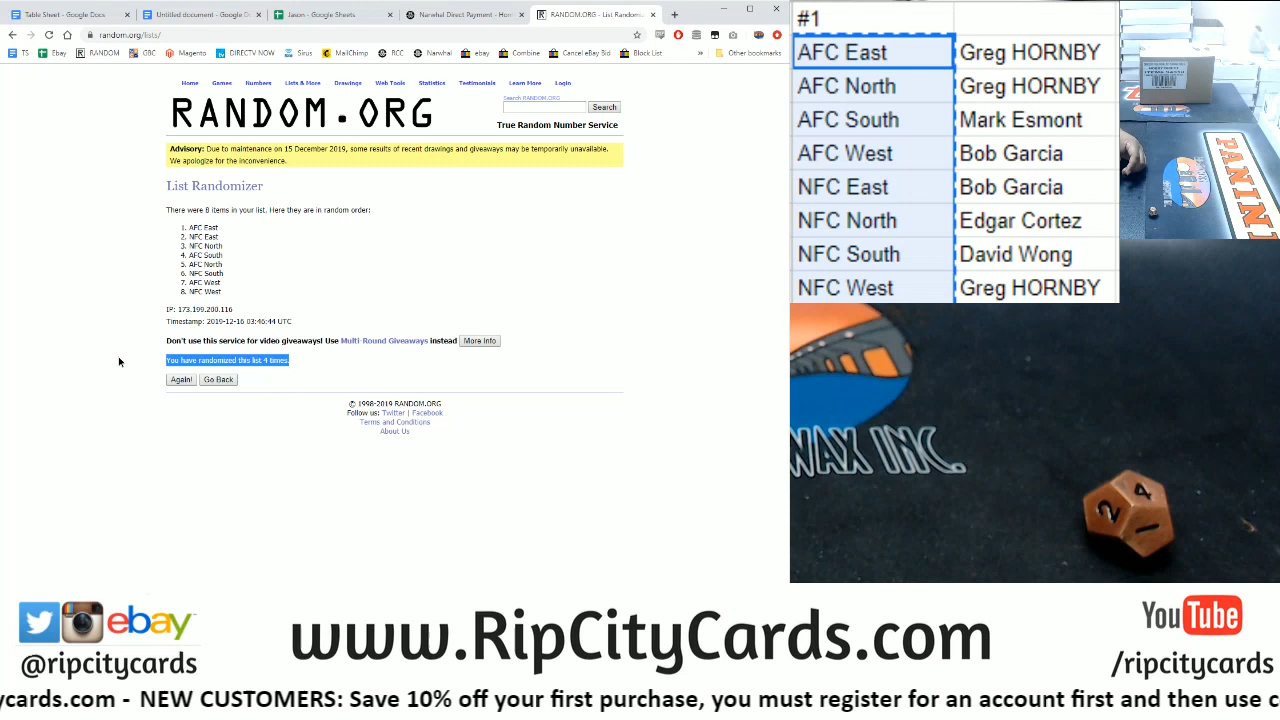 Table Sheet - Google Docs
Untitled document - Google D
Jason - Google Sheets
Narwhal Direct Payment - Hor
RANDOM.ORG - List Randomi
random.org/lists/
TS
Ebay
RANDOM
GBC
Magento
DIRECTV NOW
Sirus
MailChimp
RCC
Narwhal
ebay
Combine
Cancel eBay Bid
Block List
»
Other bookmarks
Home Games Numbers Lists & More Drawings Web Tools Statistics Testimonials Learn More Login
RANDOM.ORG
Search RANDOM.ORG
Search
True Random Number Service
Advisory: Due to maintenance on 15 December 2019, some results of recent drawings and giveaways may be temporarily unavailable.
We apologize for the inconvenience.
List Randomizer
There were 8 items in your list. Here they are in random order:
1. AFC East
2. NFC East
3. NFC North
4. AFC South
5. AFC North
6. NFC South
7. AFC West
8. NFC West
IP: 173.199.200.116
Timestamp: 2019-12-16 03:46:44 UTC
Don't use this service for video giveaways! Use Multi-Round Giveaways instead More Info
You have randomized this list 4 times.
Again! Go Back
© 1998-2019 RANDOM.ORG
Follow us: Twitter | Facebook
Terms and Conditions
About Us
#1
AFC East Greg HORNBY
AFC North Greg HORNBY
AFC South Mark Esmont
AFC West Bob Garcia
NFC East Bob Garcia
NFC North Edgar Cortez
NFC South David Wong
NFC West Greg HORNBY
PANINI
WAX INC.
2
4
1
ebay
@ripcitycards
www.RipCityCards.com
YouTube
/ripcitycards
ycards.com - NEW CUSTOMERS: Save 10% off your first purchase, you must register for an account first and then use c